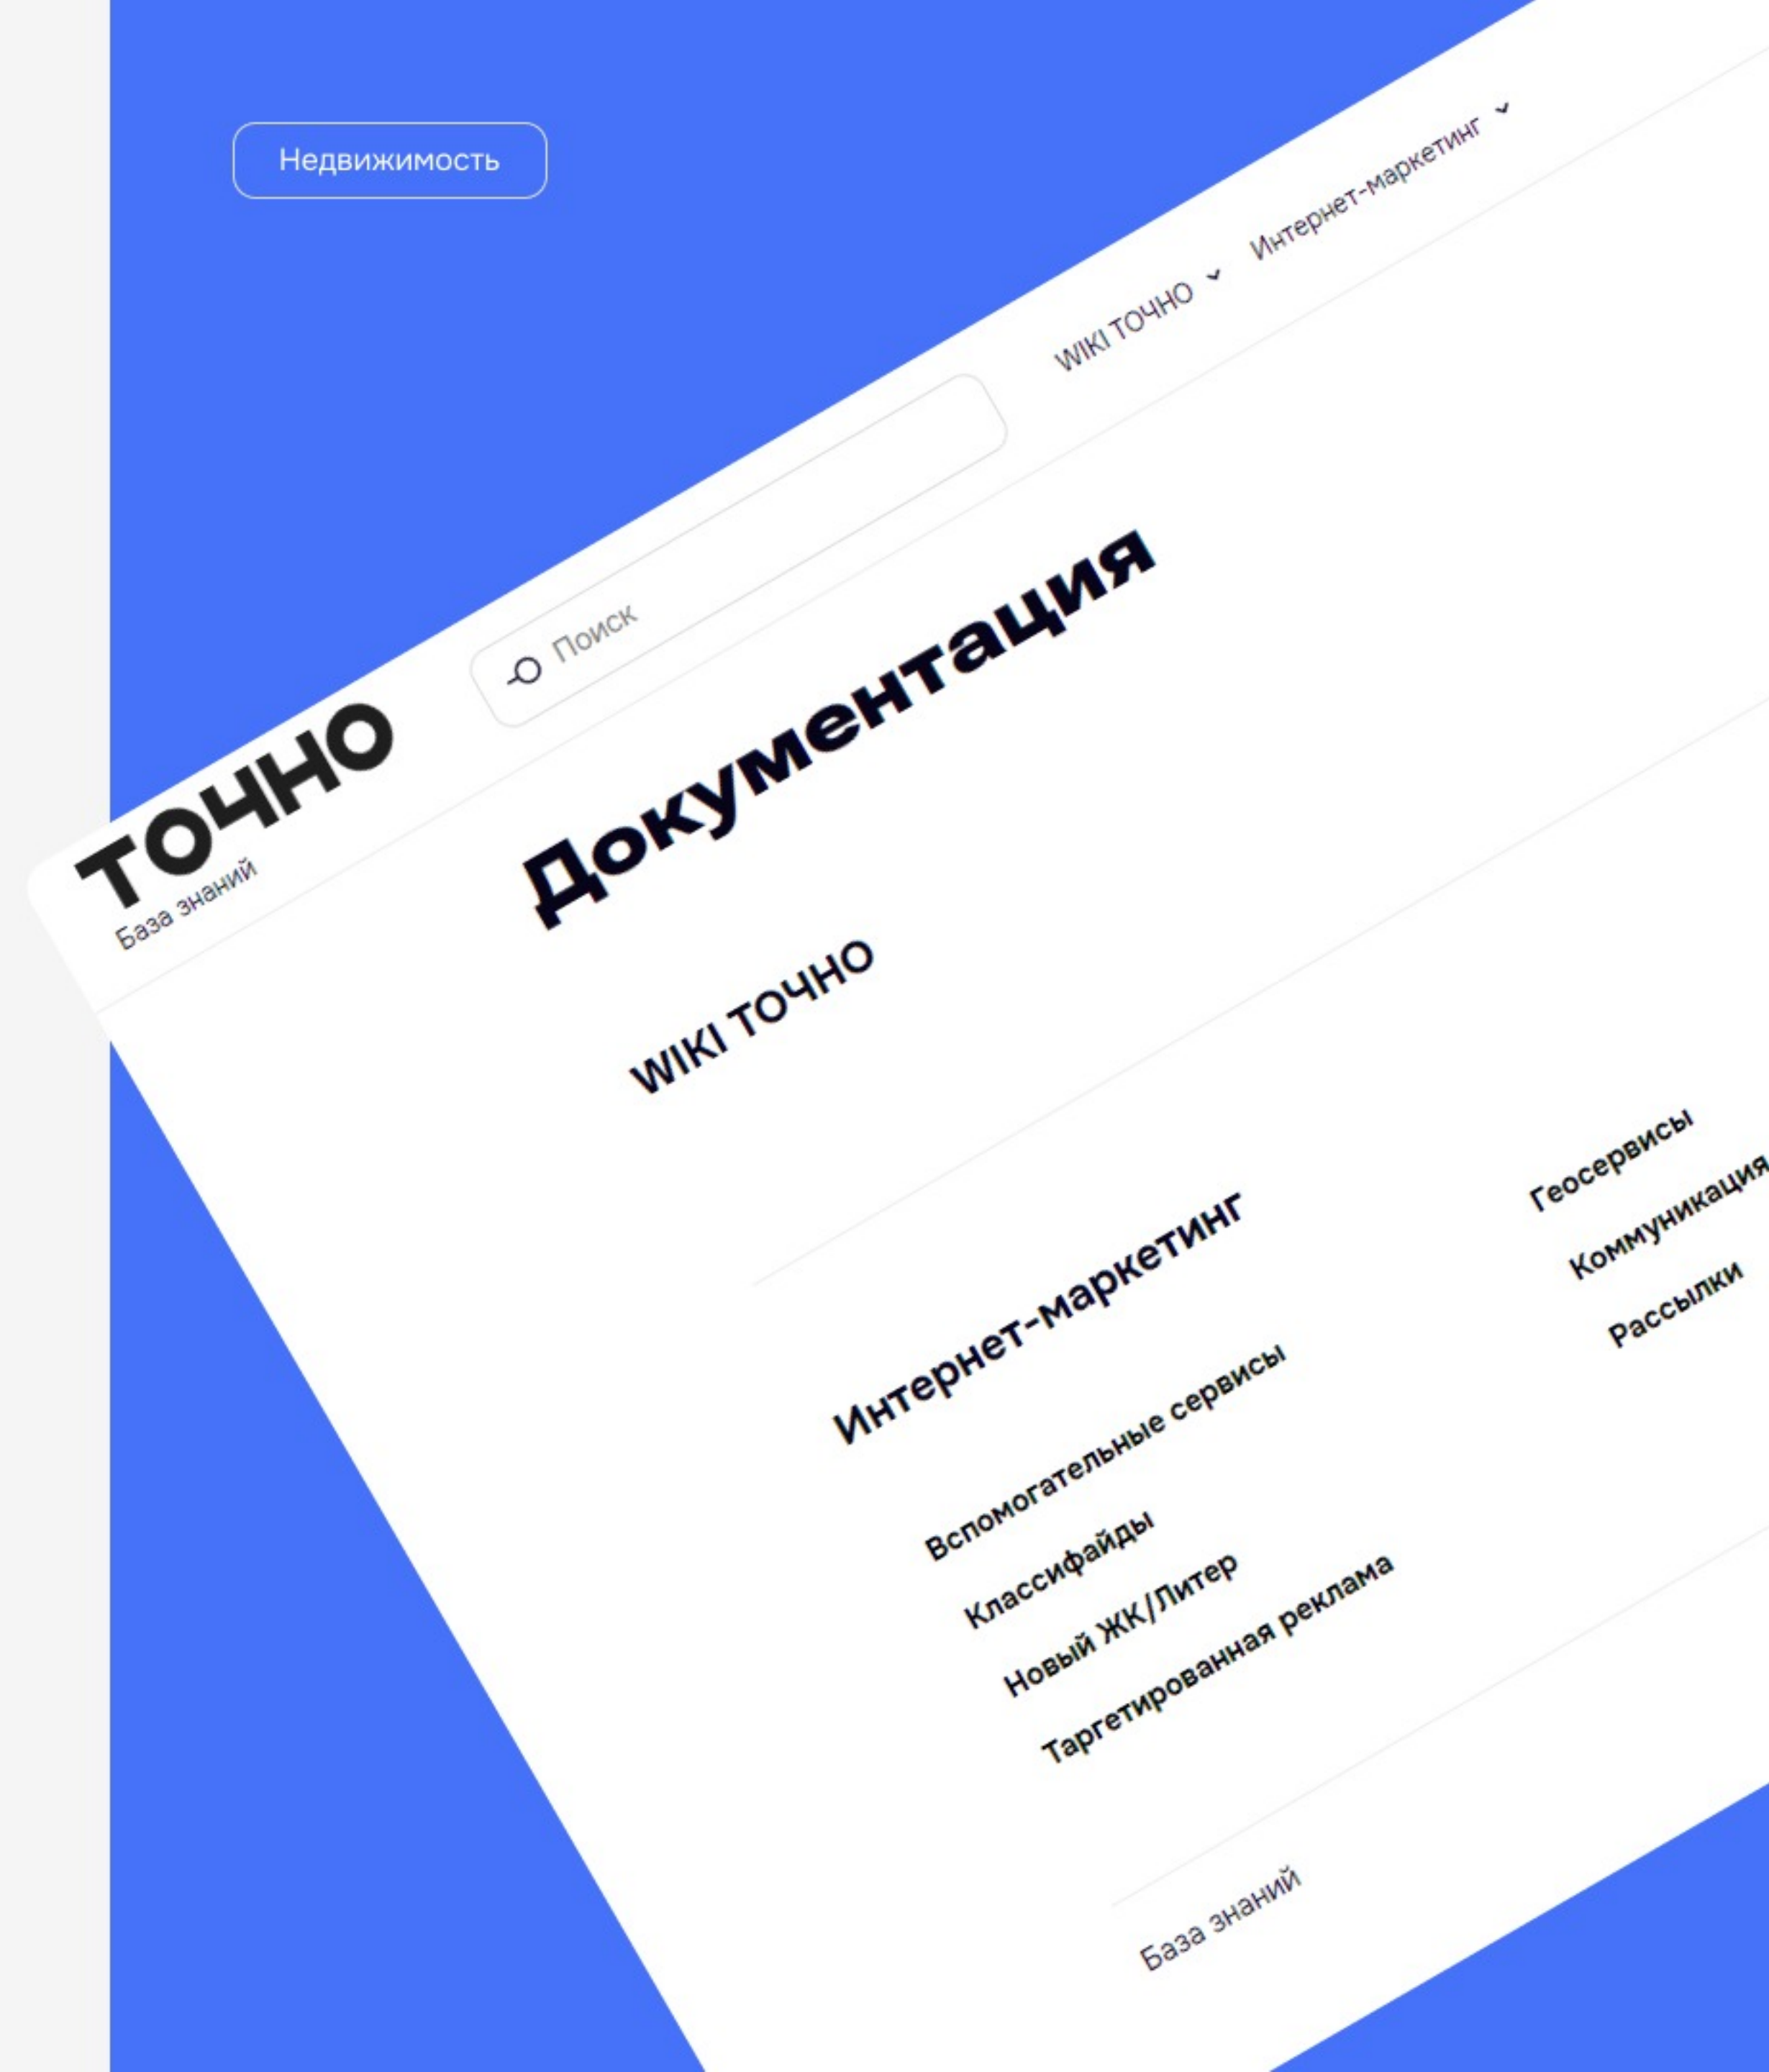 Недвижимость
ТОЧНО
База знаний
Поиск
WIKI ТОЧНО
Интернет-маркетинг
Документация
WIKI ТОЧНО
Интернет-маркетинг
Вспомогательные сервисы
Классифайды
Новый ЖК/Литер
Таргетированная реклама
Геосервисы
Коммуникация
Рассылки
База знаний